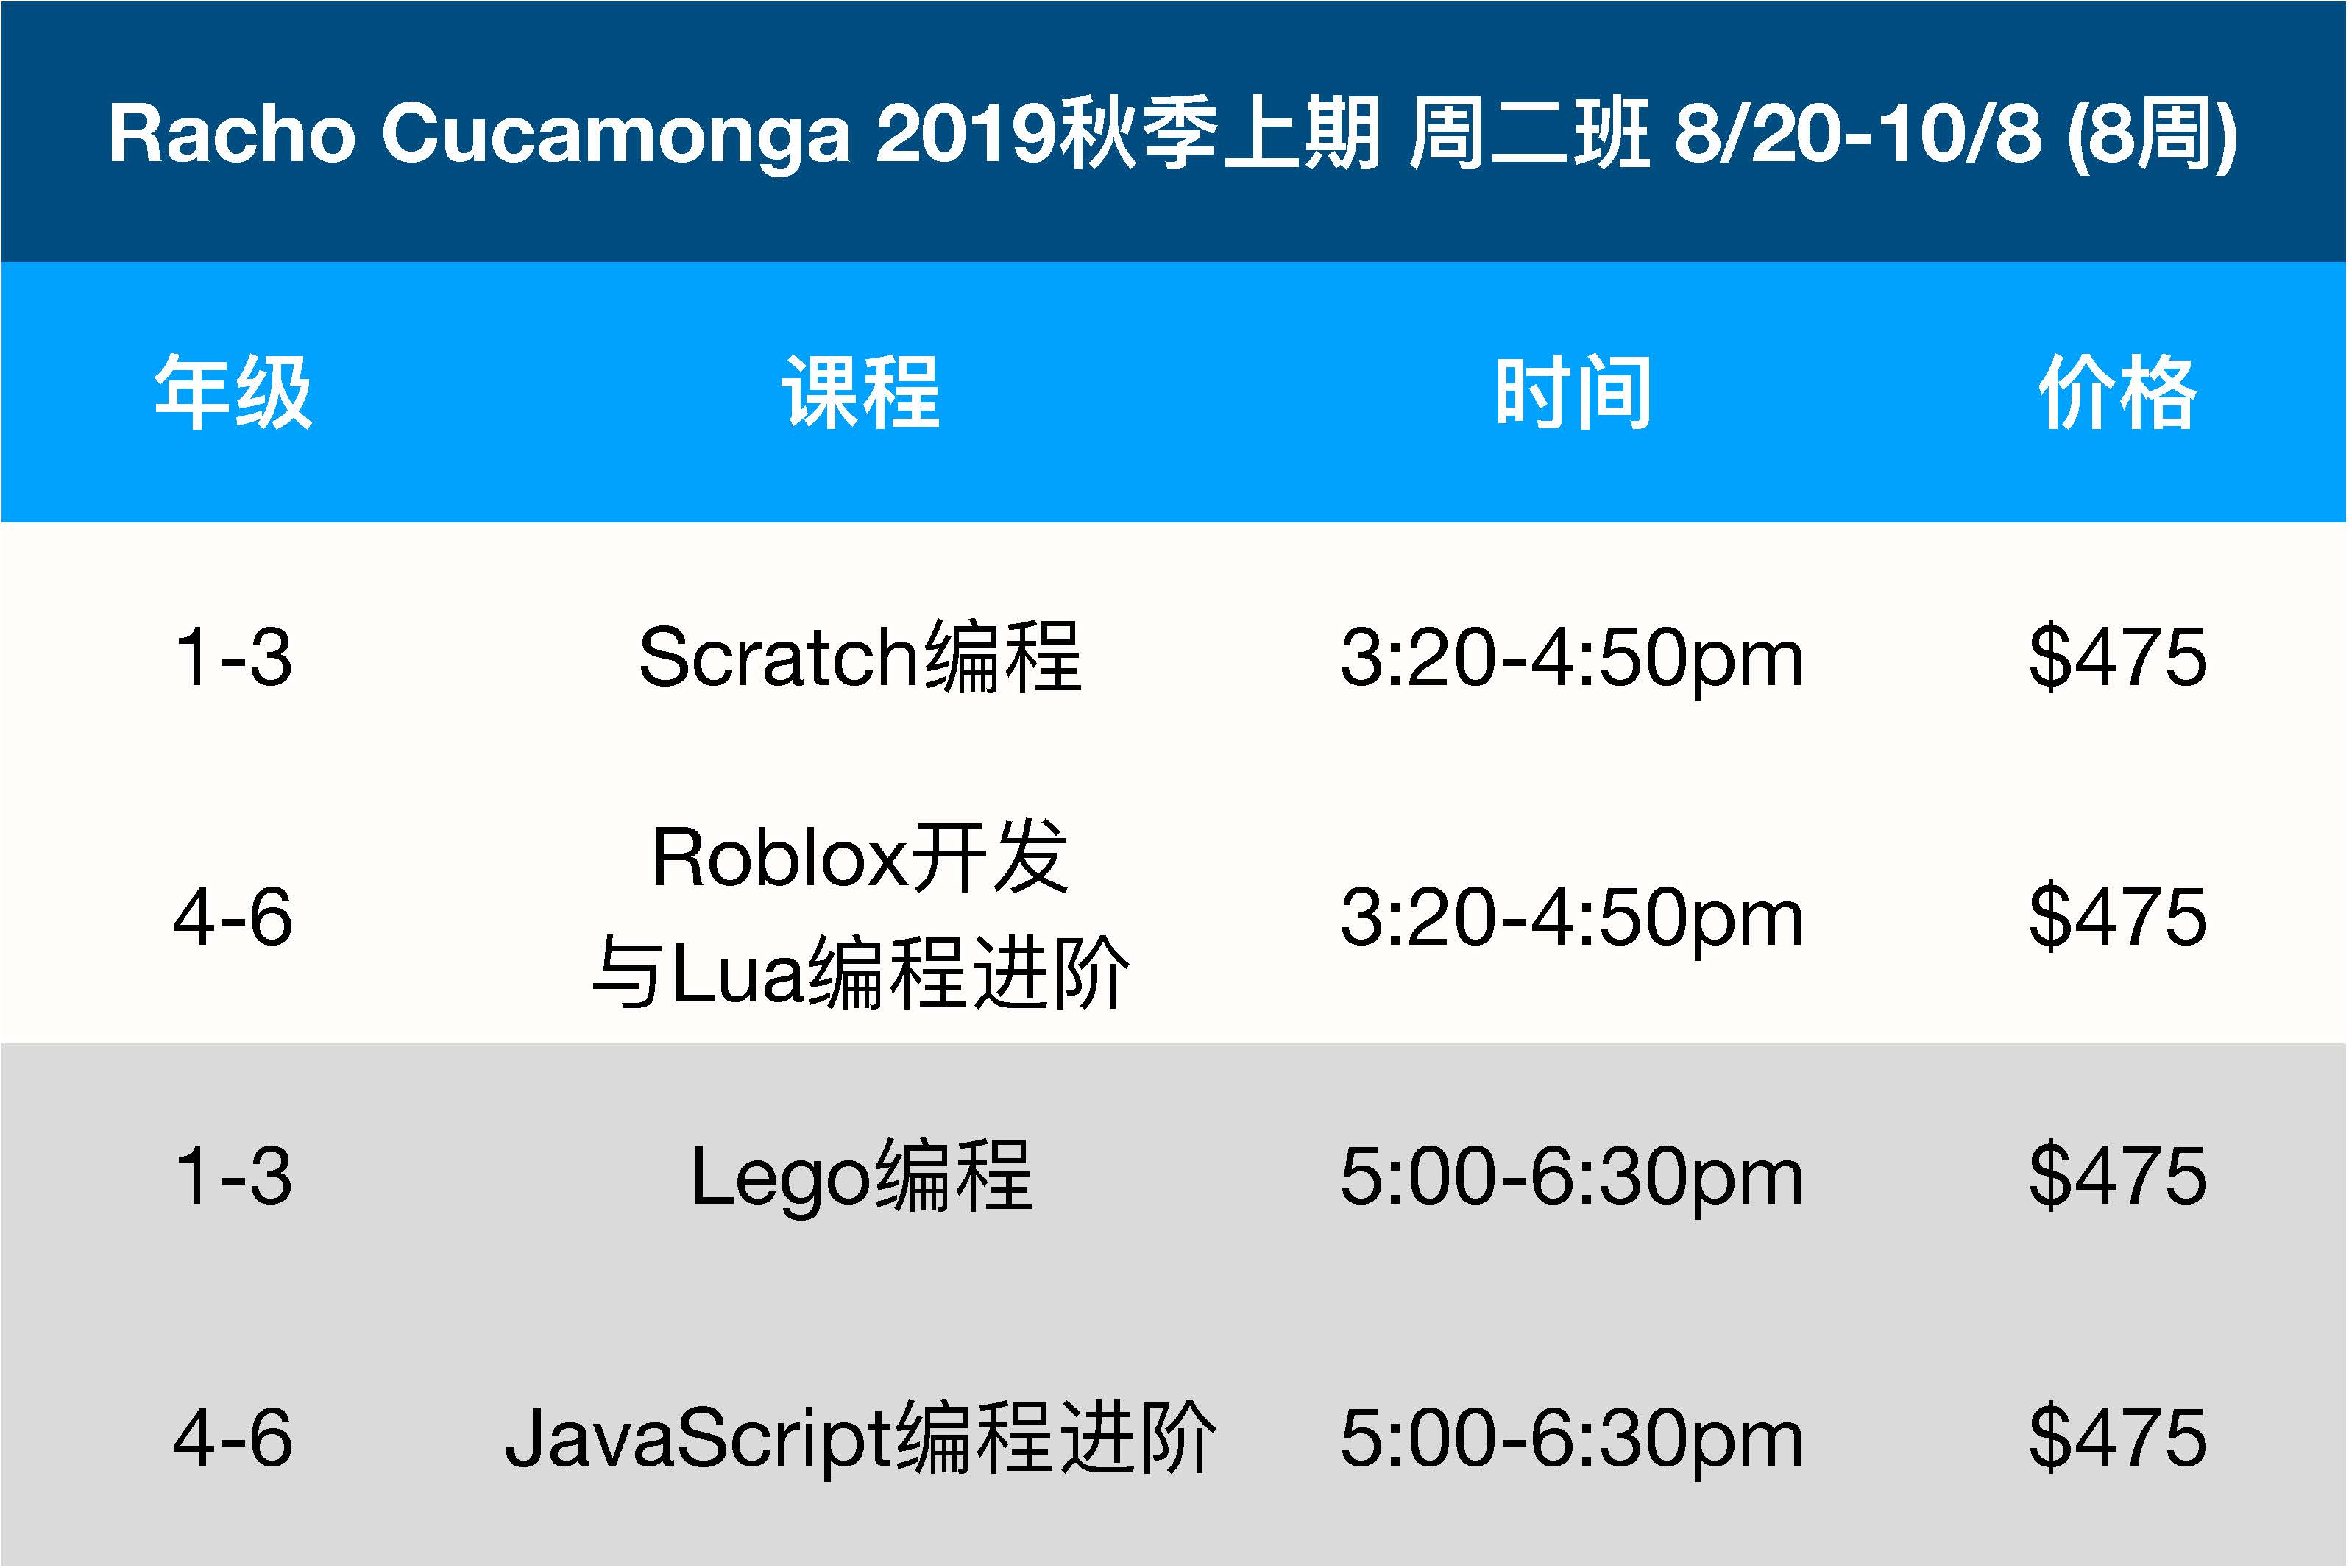 Racho Cucamonga 2019秋季上期 周二班 8/20-10/8 (8周)
年级 课程 时间 价格
1-3 Scratch编程 3:20-4:50pm $475
4-6 Roblox开发 3:20-4:50pm $475
与Lua编程进阶
1-3 Lego编程 5:00-6:30pm $475
4-6 JavaScript编程进阶 5:00-6:30pm $475